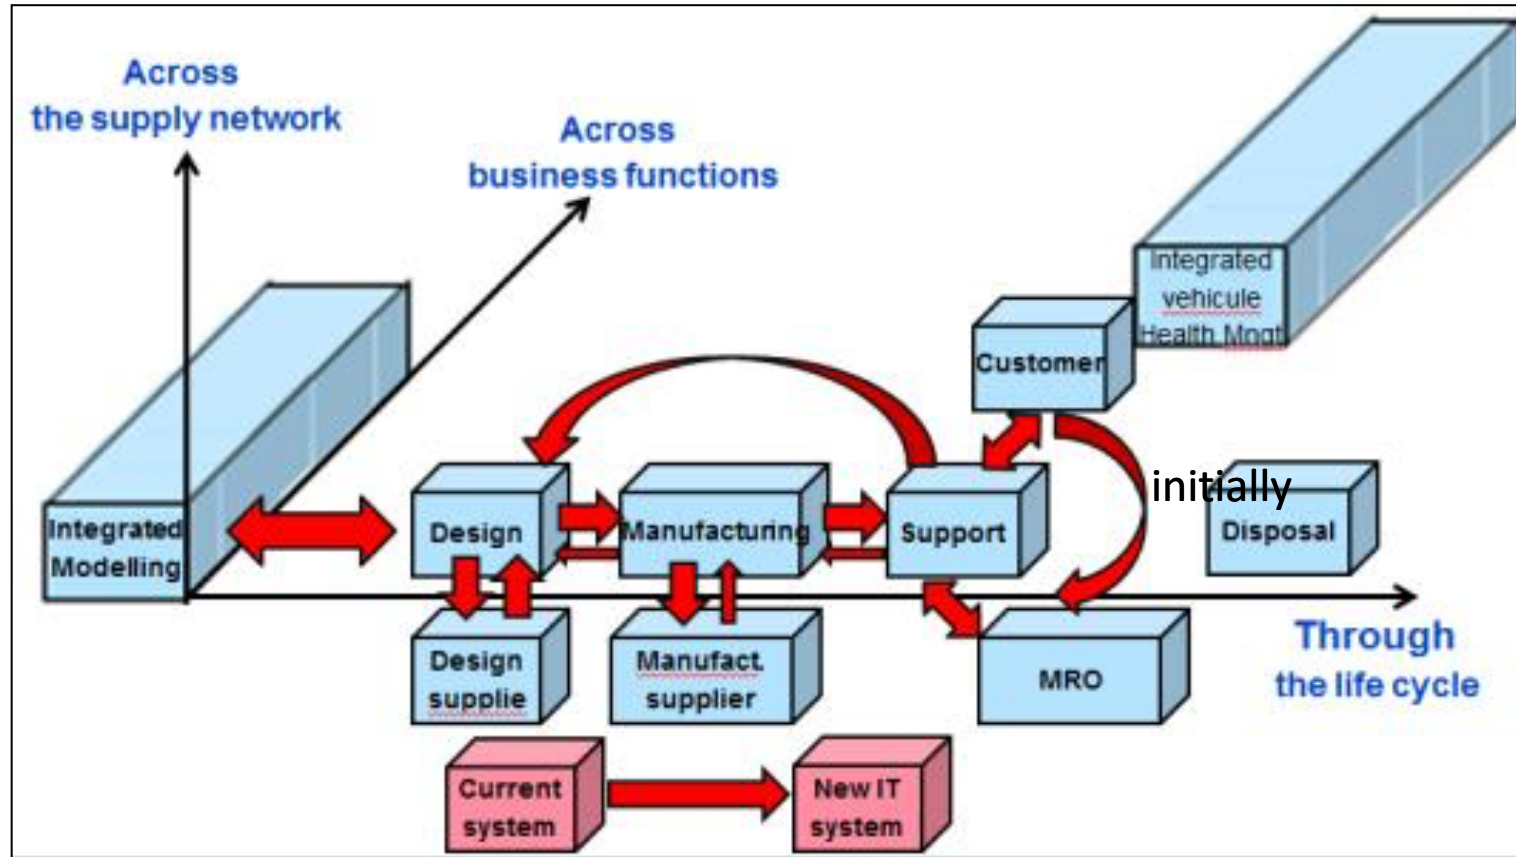 Across
the supply network
Across
business functions
Integrated
vehicule
Health Mngt
Customer
initially
Integrated
Modelling
Design
Manufacturing
Support
Disposal
Design
supplie
Manufact.
supplier
MRO
Through
the life cycle
Current
system
New IT
system